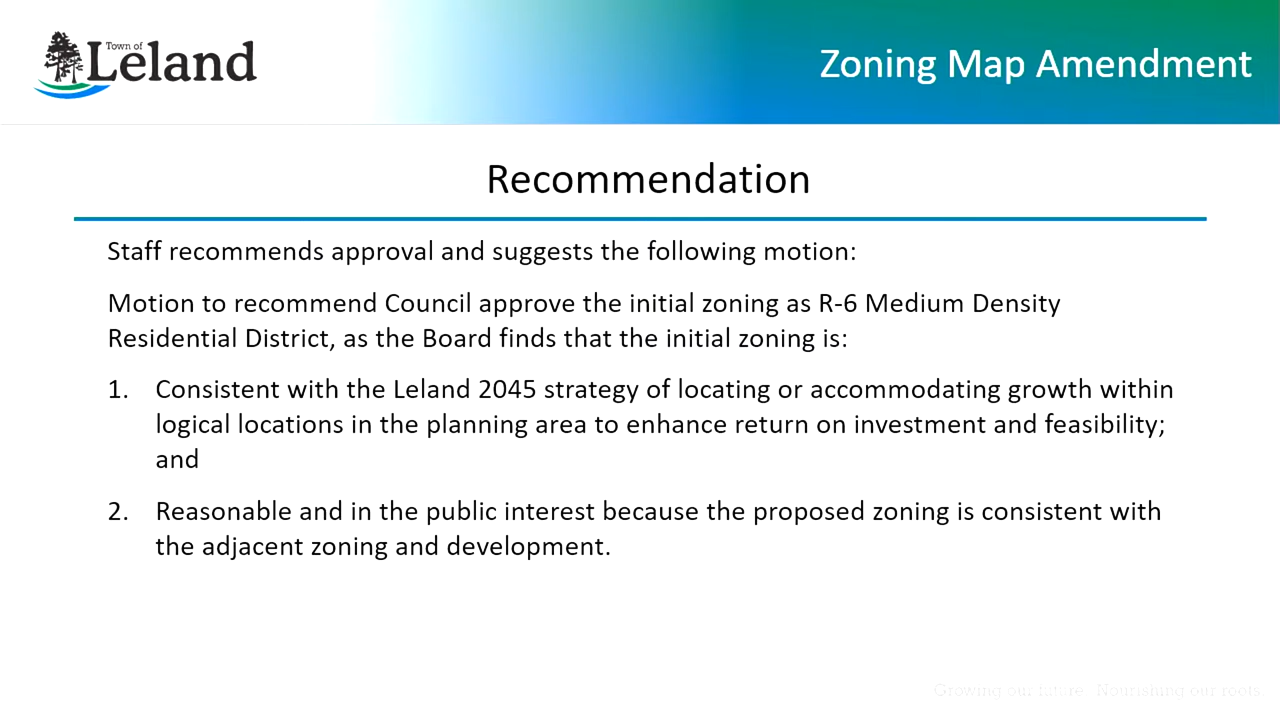 Town of
Leland
Zoning Map Amendment
Recommendation
Staff recommends approval and suggests the following motion:
Motion to recommend Council approve the initial zoning as R-6 Medium Density
Residential District, as the Board finds that the initial zoning is:
1. Consistent with the Leland 2045 strategy of locating or accommodating growth within
logical locations in the planning area to enhance return on investment and feasibility;
and
2. Reasonable and in the public interest because the proposed zoning is consistent with
the adjacent zoning and development.
Growing our future. Nourishing our roots.